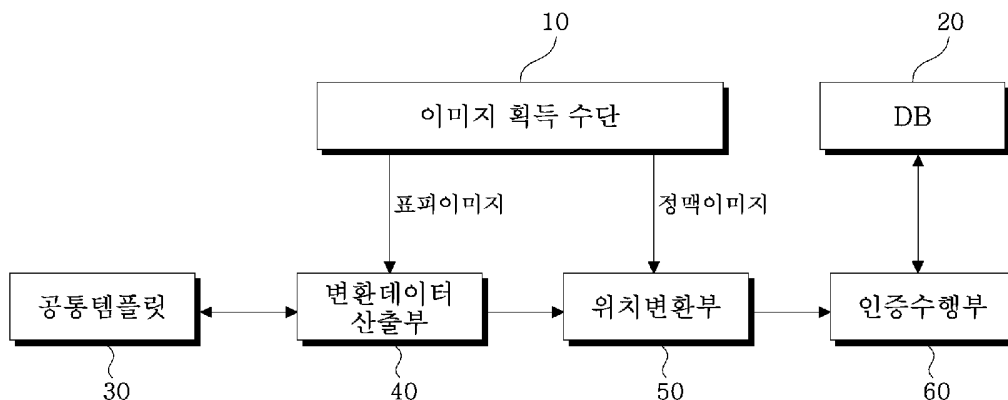 10
20
이미지 획득 수단
DB
표피이미지
정맥이미지
공통템플릿
변환데이터
산출부
위치변환부
인증수행부
30
40
50
60